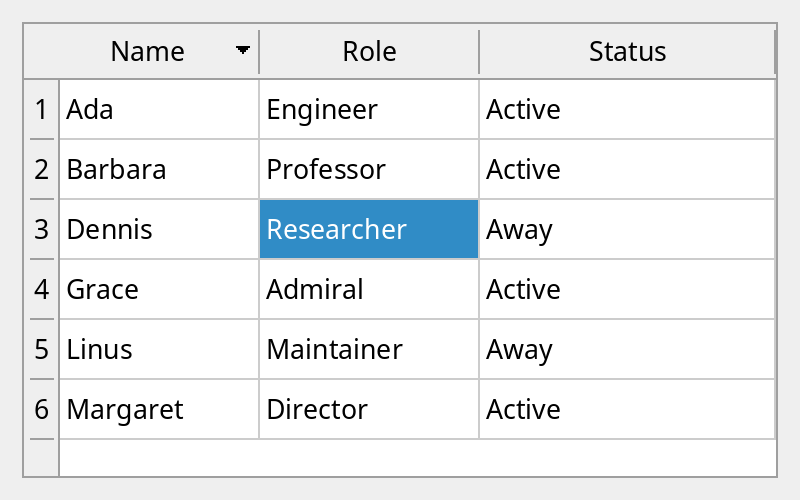 Name Role Status
1 Ada Engineer Active
2 Barbara Professor Active
3 Dennis Researcher Away
4 Grace Admiral Active
5 Linus Maintainer Away
6 Margaret Director Active